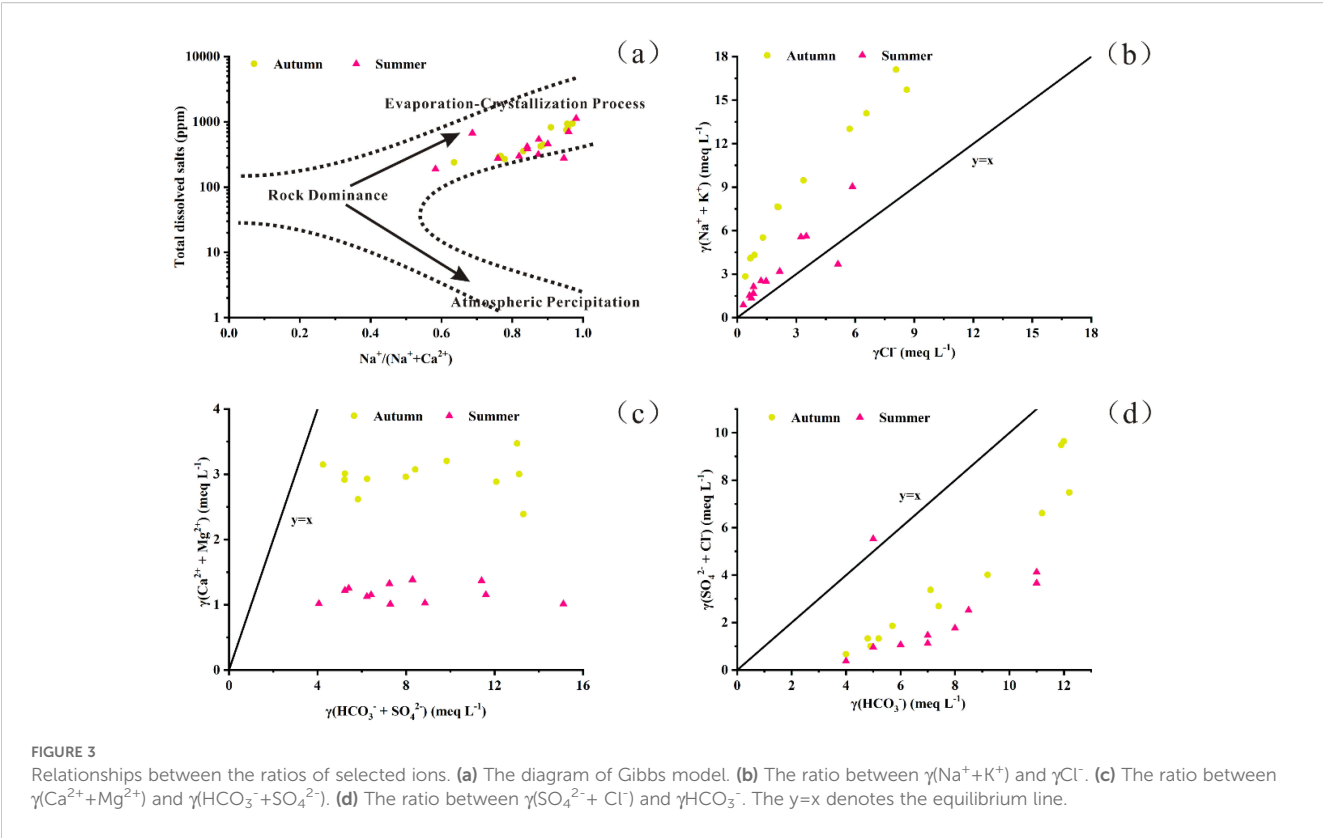 (a)
Autumn Summer
10000
1000
100
10
1
Total dissolved salts (ppm)
Evaporation-Crystallization Process
Rock Dominance
Atmospheric Percipitation
0.0 0.2 0.4 0.6 0.8 1.0
Na⁺/(Na⁺+Ca²⁺)
(b)
Autumn Summer
18
15
12
9
6
3
0
γ(Na⁺ + K⁺) (meq L⁻¹)
y=x
0 3 6 9 12 15 18
γCl⁻ (meq L⁻¹)
(c)
Autumn Summer
4
3
2
1
0
γ(Ca²⁺ + Mg²⁺) (meq L⁻¹)
y=x
0 4 8 12 16
γ(HCO₃⁻ + SO₄²⁻) (meq L⁻¹)
(d)
Autumn Summer
10
8
6
4
2
0
γ(SO₄²⁻ + Cl⁻) (meq L⁻¹)
y=x
0 2 4 6 8 10 12
γ(HCO₃⁻) (meq L⁻¹)
FIGURE 3
Relationships between the ratios of selected ions. (a) The diagram of Gibbs model. (b) The ratio between γ(Na⁺+K⁺) and γCl⁻. (c) The ratio between
γ(Ca²⁺+Mg²⁺) and γ(HCO₃⁻+SO₄²⁻). (d) The ratio between γ(SO₄²⁻+ Cl⁻) and γHCO₃⁻. The y=x denotes the equilibrium line.